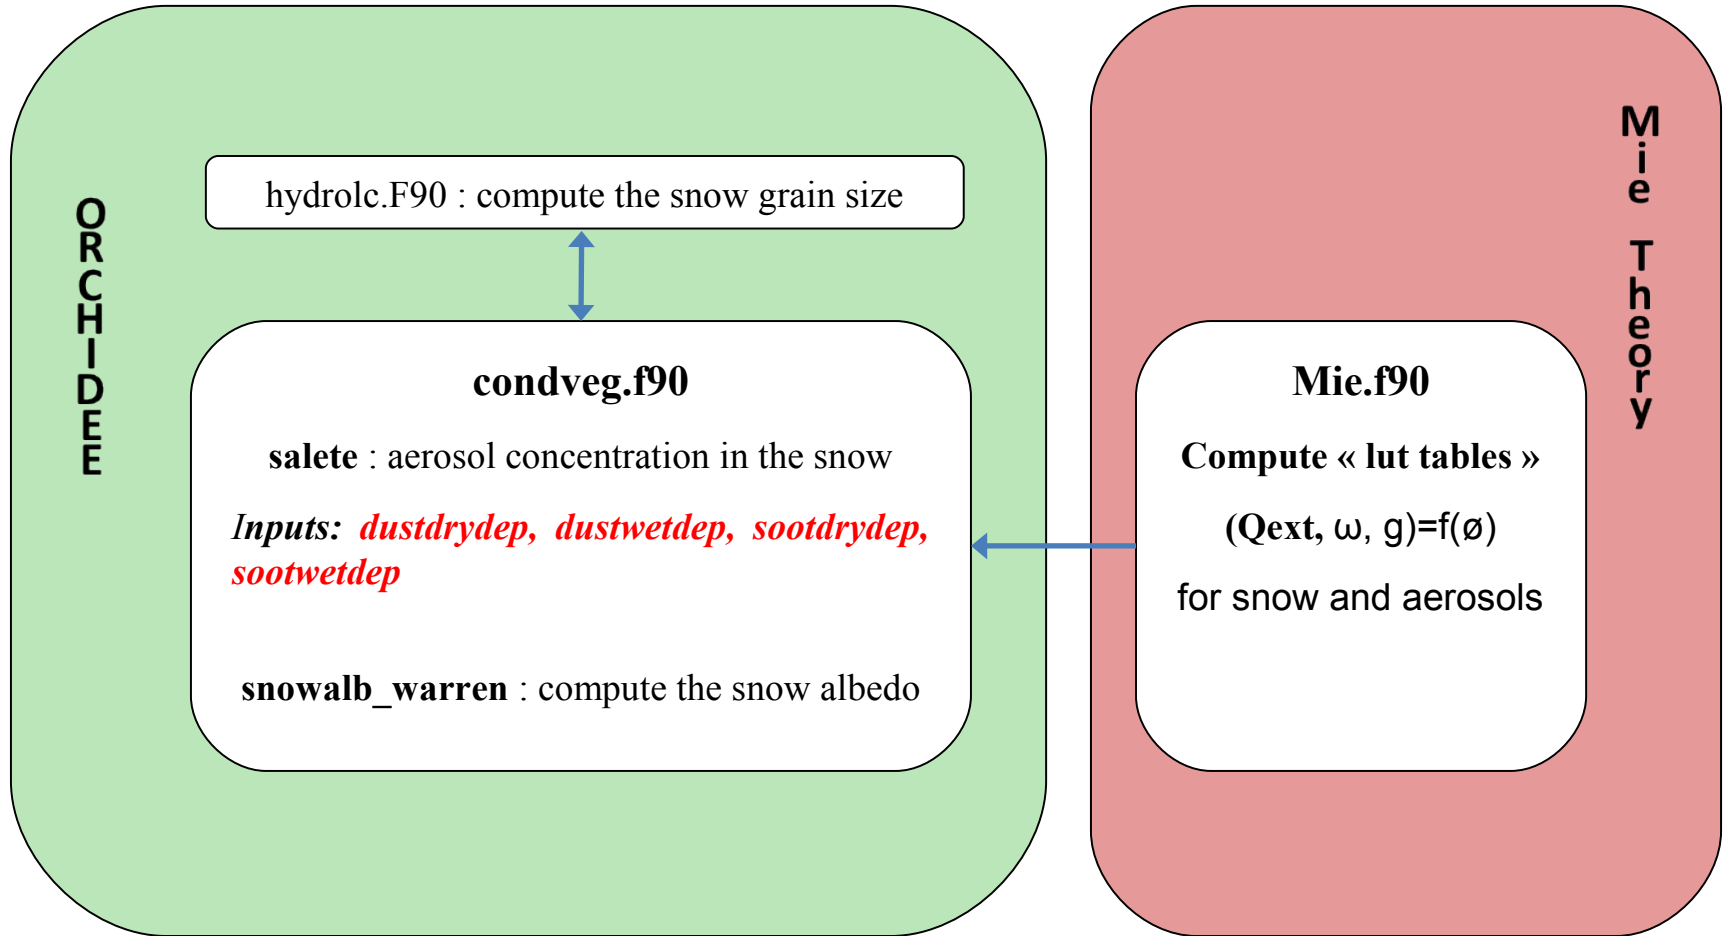 ORCHIDEE
hydrolc.F90 : compute the snow grain size
condveg.f90
salete : aerosol concentration in the snow
Inputs: dustdrydep, dustwetdep, sootdrydep,
sootwetdep
snowalb_warren : compute the snow albedo
Mie Theory
Mie.f90
Compute « lut tables »
(Qext, ω, g)=f(ø)
for snow and aerosols